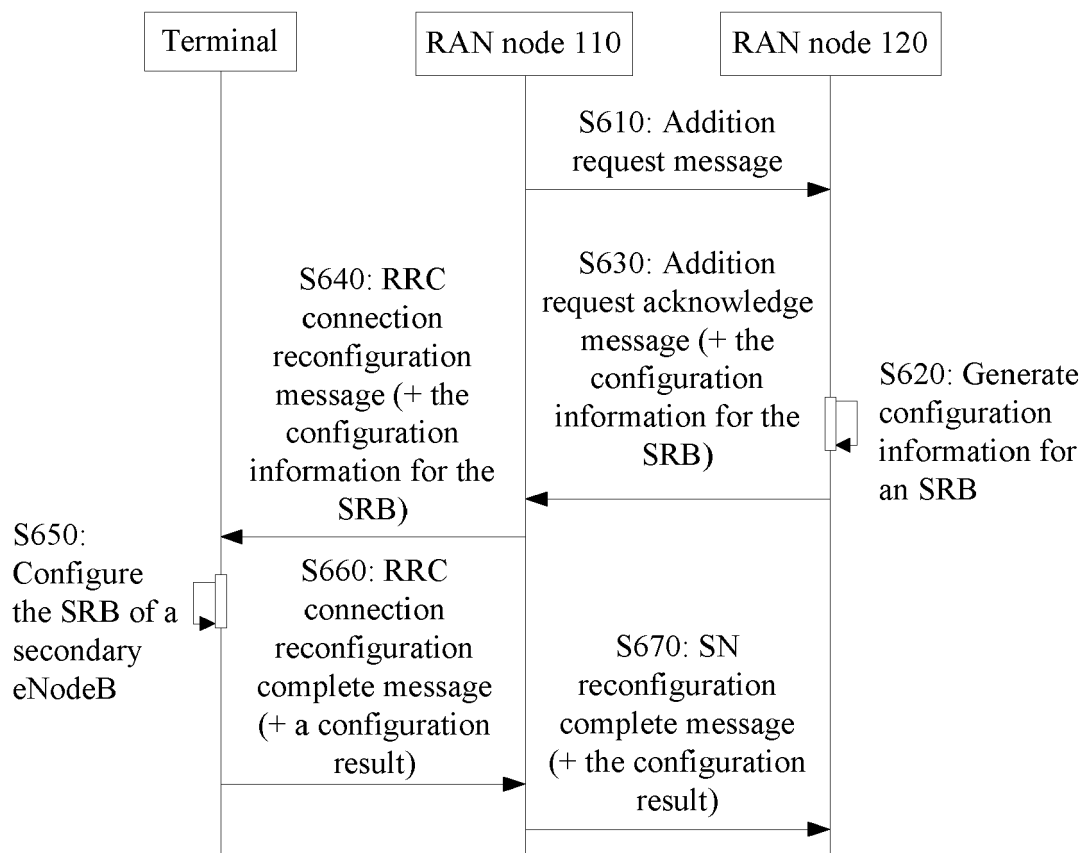 Terminal
RAN node 110
RAN node 120
S610: Addition
request message
S620: Generate
configuration
information for
an SRB
S630: Addition
request acknowledge
message (+ the
configuration
information for the
SRB)
S640: RRC
connection
reconfiguration
message (+ the
configuration
information for the
SRB)
S650:
Configure
the SRB of a
secondary
eNodeB
S660: RRC
connection
reconfiguration
complete message
(+ a configuration
result)
S670: SN
reconfiguration
complete message
(+ the configuration
result)